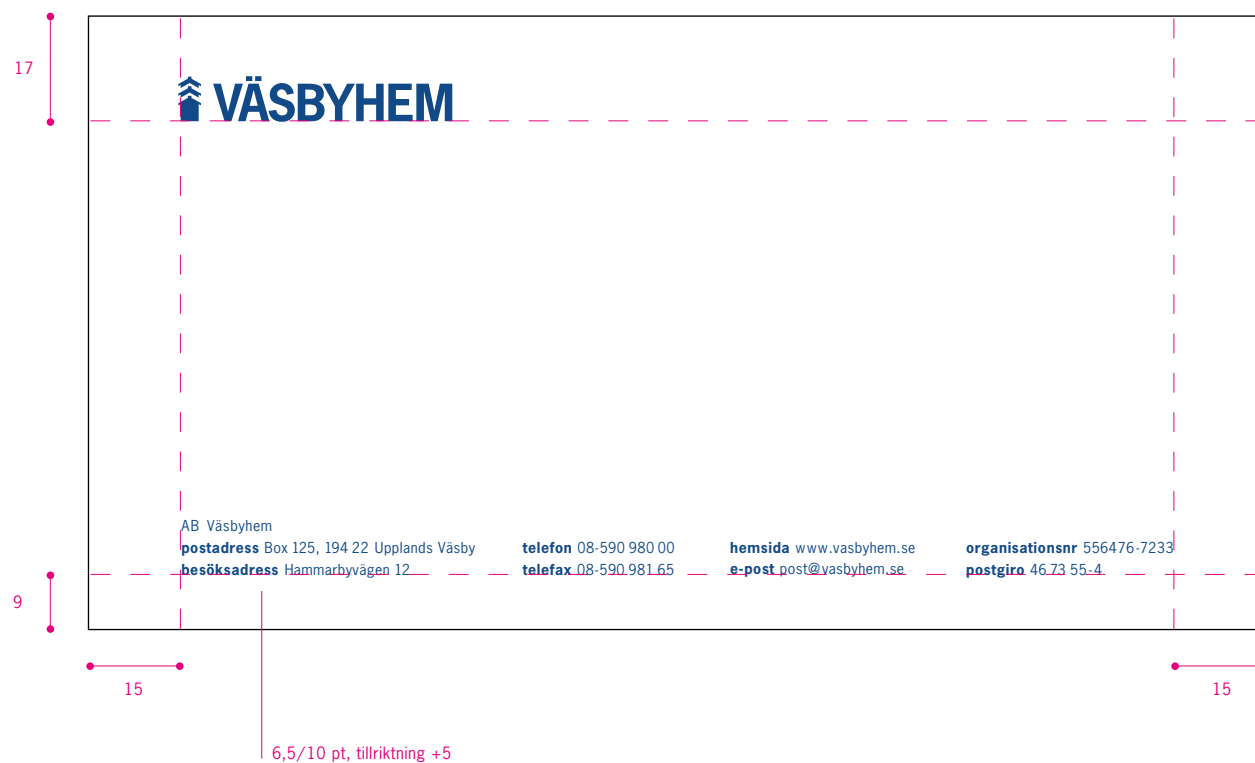 17
VÄSBYHEM
AB Väsbyhem
postadress Box 125, 194 22 Upplands Väsby telefon 08-590 980 00 hemsida www.vasbyhem.se organisationsnr 556476-7233
besöksadress Hammarbyvägen 12 telefax 08-590 981 65 e-post post@vasbyhem.se postgiro 46 73 55-4
9
15 15
6,5/10 pt, tillriktning +5